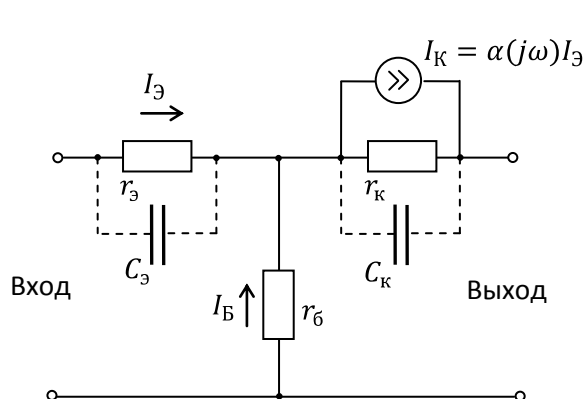 I_К = α(jω)I_Э
I_Э
r_э
r_к
C_э
C_к
Вход
Выход
I_Б
r_б